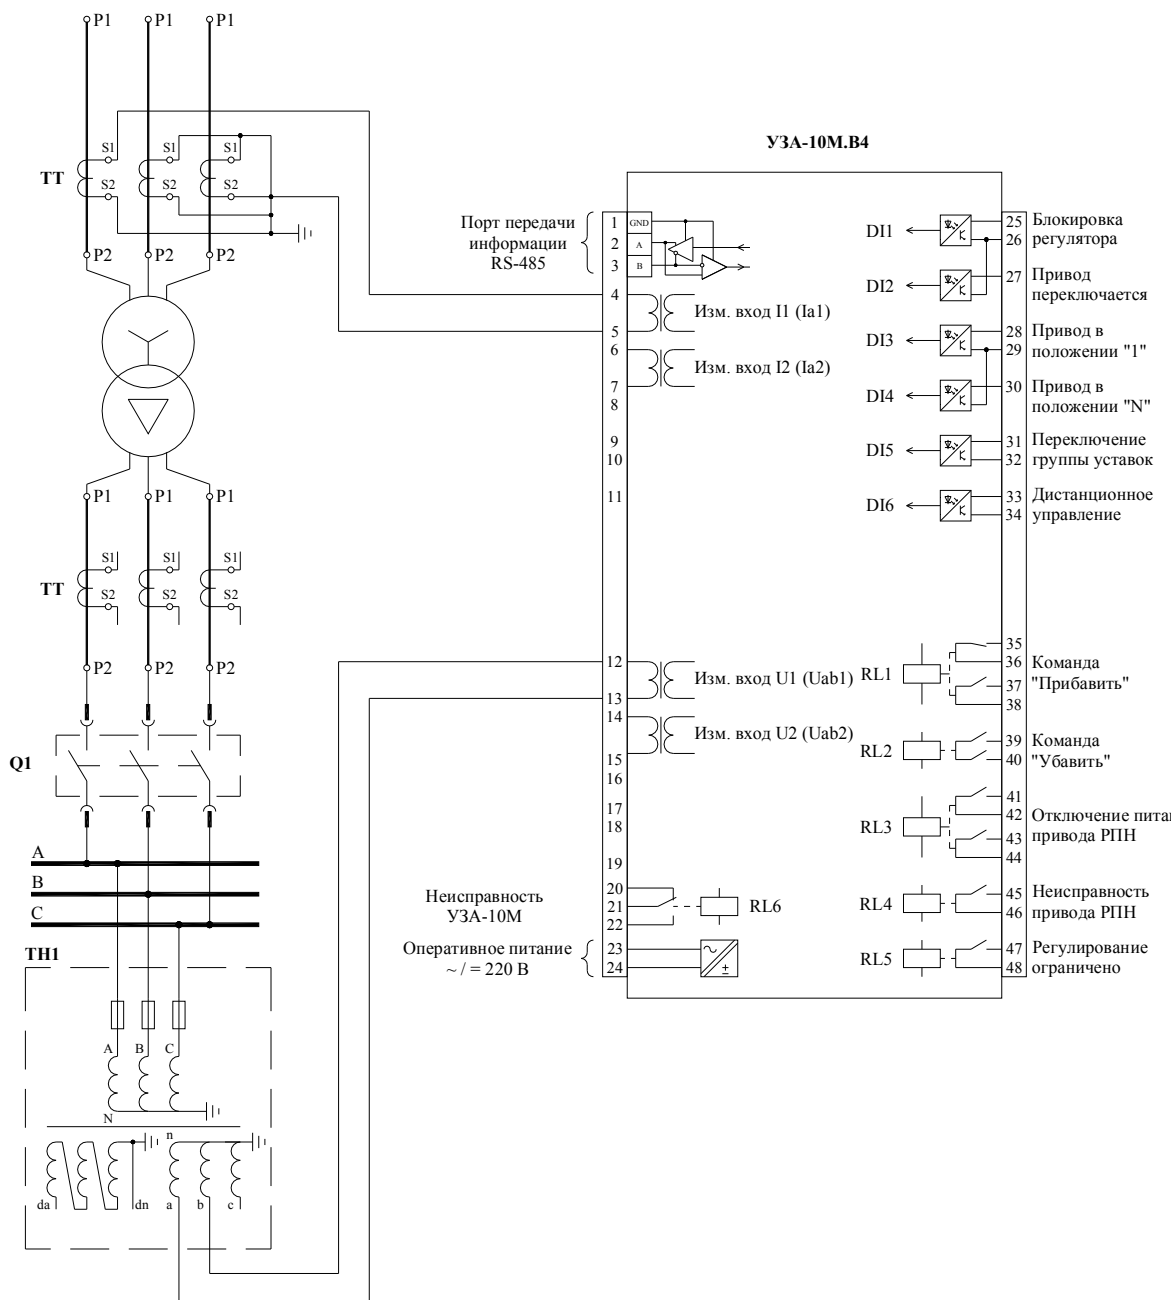 P1 P1 P1
УЗА-10М.В4
S1 S1 S1
ТТ
S2 S2 S2
P2 P2 P2
Порт передачи
информации
RS-485
1 GND
2 A
3 B
4
Изм. вход I1 (Ia1)
5
6
Изм. вход I2 (Ia2)
7
8
9
10
11
12
Изм. вход U1 (Uab1)
13
14
Изм. вход U2 (Uab2)
15
16
17
18
19
Неисправность
УЗА-10М
20
21
RL6
22
Оперативное питание
~ / = 220 В
23
24
~
±
DI1
25
26
Блокировка
регулятора
DI2
27
Привод
переключается
DI3
28
29
Привод в
положении "1"
DI4
30
Привод в
положении "N"
DI5
31
32
Переключение
группы уставок
DI6
33
34
Дистанционное
управление
RL1
35
36
37
38
Команда
"Прибавить"
RL2
39
40
Команда
"Убавить"
RL3
41
42
43
44
Отключение
привода РПН
RL4
45
46
Неисправность
привода РПН
RL5
47
48
Регулирование
ограничено
P1 P1 P1
S1 S1 S1
ТТ
S2 S2 S2
P2 P2 P2
Q1
A
B
C
ТН1
A B C
N
n
da dn a b c